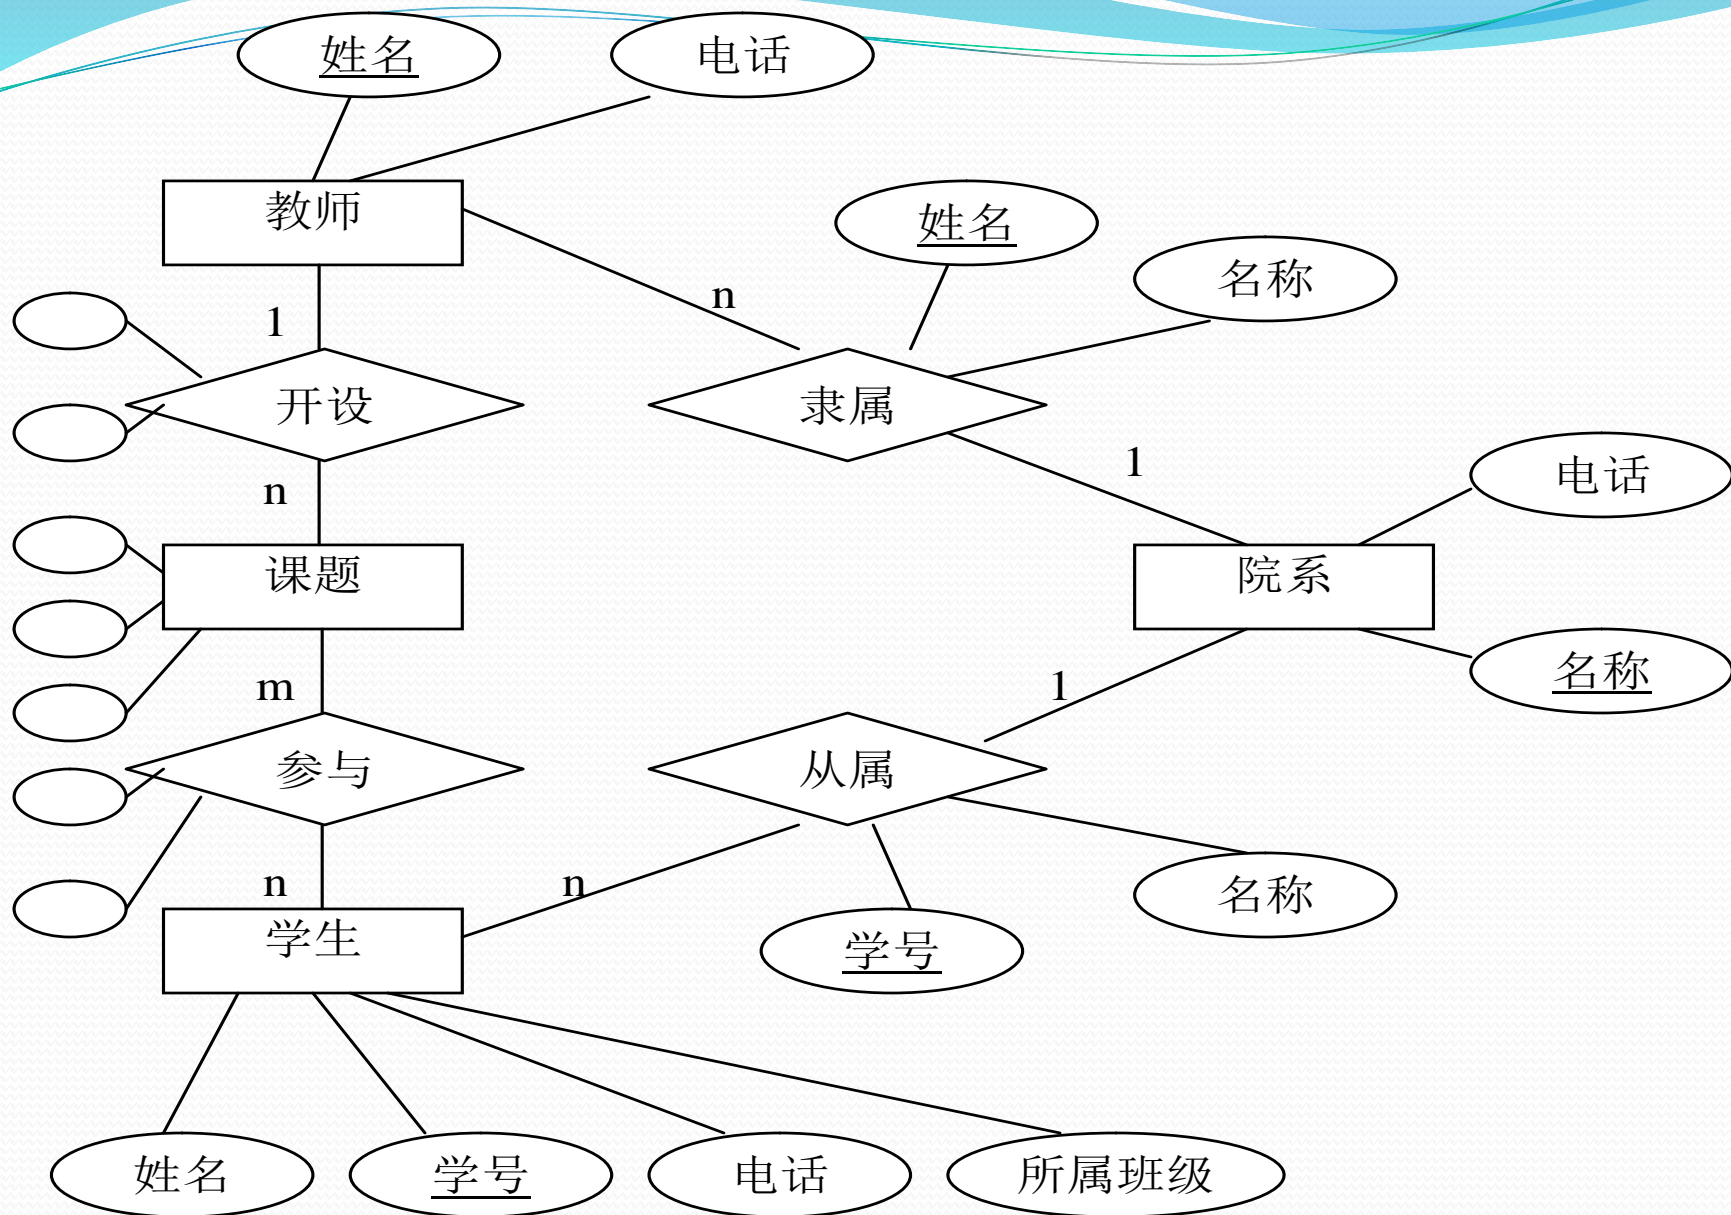 姓名
电话
教师
姓名
名称
n
1
开设
隶属
1
电话
n
课题
院系
名称
m
1
参与
从属
n
n
名称
学生
学号
姓名
学号
电话
所属班级